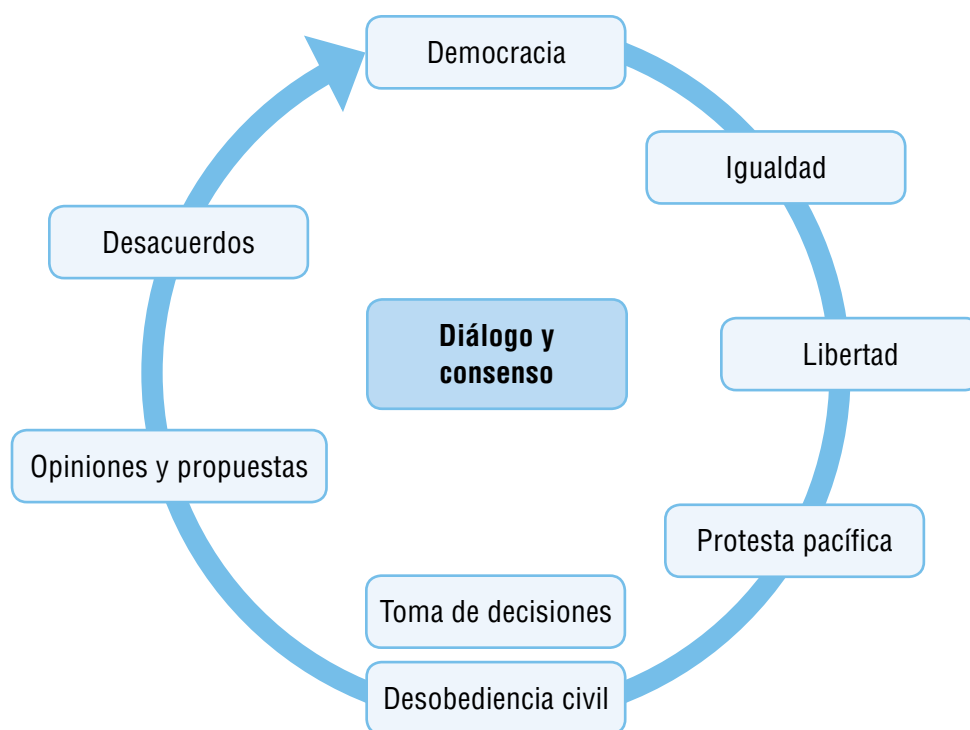 Democracia
Igualdad
Desacuerdos
Diálogo y
consenso
Libertad
Opiniones y propuestas
Protesta pacífica
Toma de decisiones
Desobediencia civil